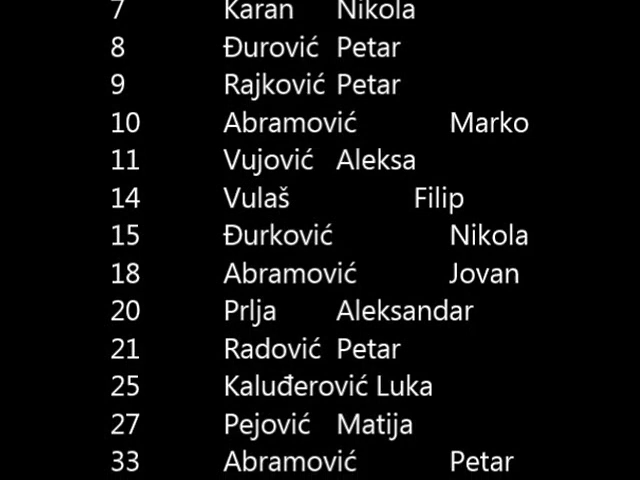 7 Karan Nikola
8 Đurović Petar
9 Rajković Petar
10 Abramović Marko
11 Vujović Aleksa
14 Vulaš Filip
15 Đurković Nikola
18 Abramović Jovan
20 Prlja Aleksandar
21 Radović Petar
25 Kaluđerović Luka
27 Pejović Matija
33 Abramović Petar